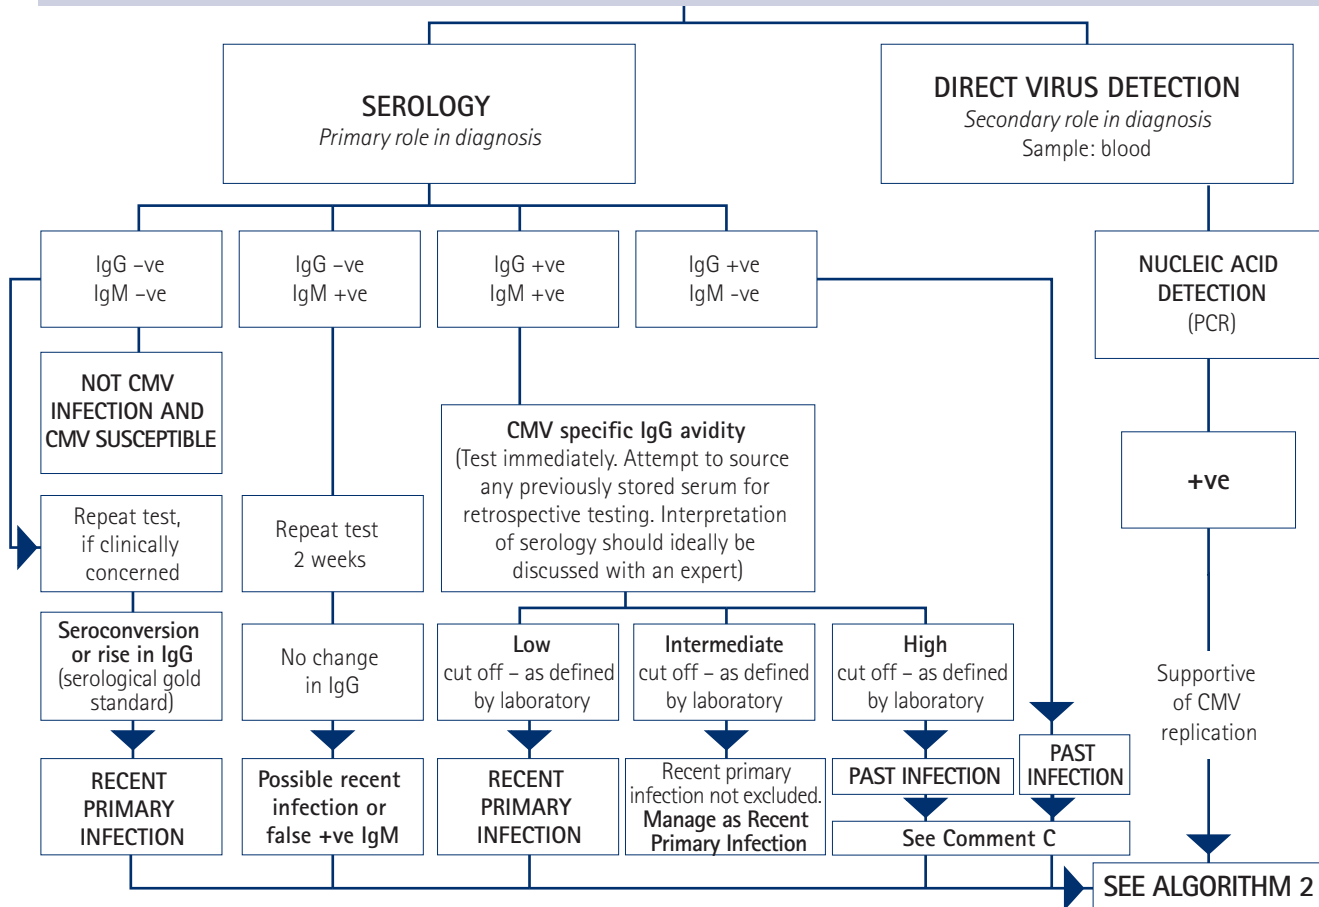 SEROLOGY
Primary role in diagnosis
DIRECT VIRUS DETECTION
Secondary role in diagnosis
Sample: blood
IgG –ve
IgM –ve
IgG –ve
IgM +ve
IgG +ve
IgM +ve
IgG +ve
IgM -ve
NUCLEIC ACID
DETECTION
(PCR)
NOT CMV
INFECTION AND
CMV SUSCEPTIBLE
CMV specific IgG avidity
(Test immediately. Attempt to source
any previously stored serum for
retrospective testing. Interpretation
of serology should ideally be
discussed with an expert)
+ve
Repeat test,
if clinically
concerned
Repeat test
2 weeks
Seroconversion
or rise in IgG
(serological gold
standard)
No change
in IgG
Low
cut off – as defined
by laboratory
Intermediate
cut off – as defined
by laboratory
High
cut off – as defined
by laboratory
Supportive
of CMV
replication
RECENT
PRIMARY
INFECTION
Possible recent
infection or
false +ve IgM
RECENT
PRIMARY
INFECTION
Recent primary
infection not excluded.
Manage as Recent
Primary Infection
PAST INFECTION
PAST
INFECTION
See Comment C
SEE ALGORITHM 2